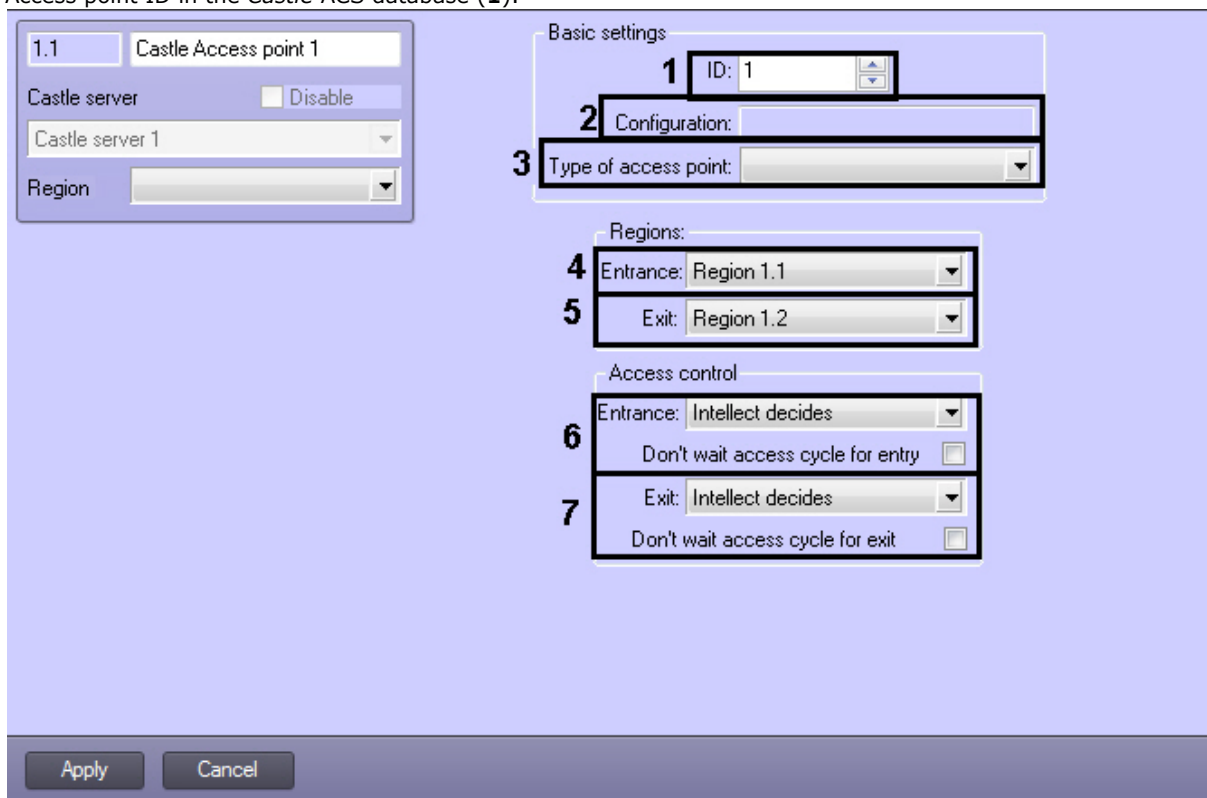 Access point ID in the Castle ACS database (1).
1.1 Castle Access point 1
Castle server Disable
Castle server 1
Region
Basic settings
1 ID: 1
2 Configuration:
3 Type of access point:
Regions:
4 Entrance: Region 1.1
5 Exit: Region 1.2
Access control
6 Entrance: Intellect decides
Don't wait access cycle for entry
7 Exit: Intellect decides
Don't wait access cycle for exit
Apply Cancel